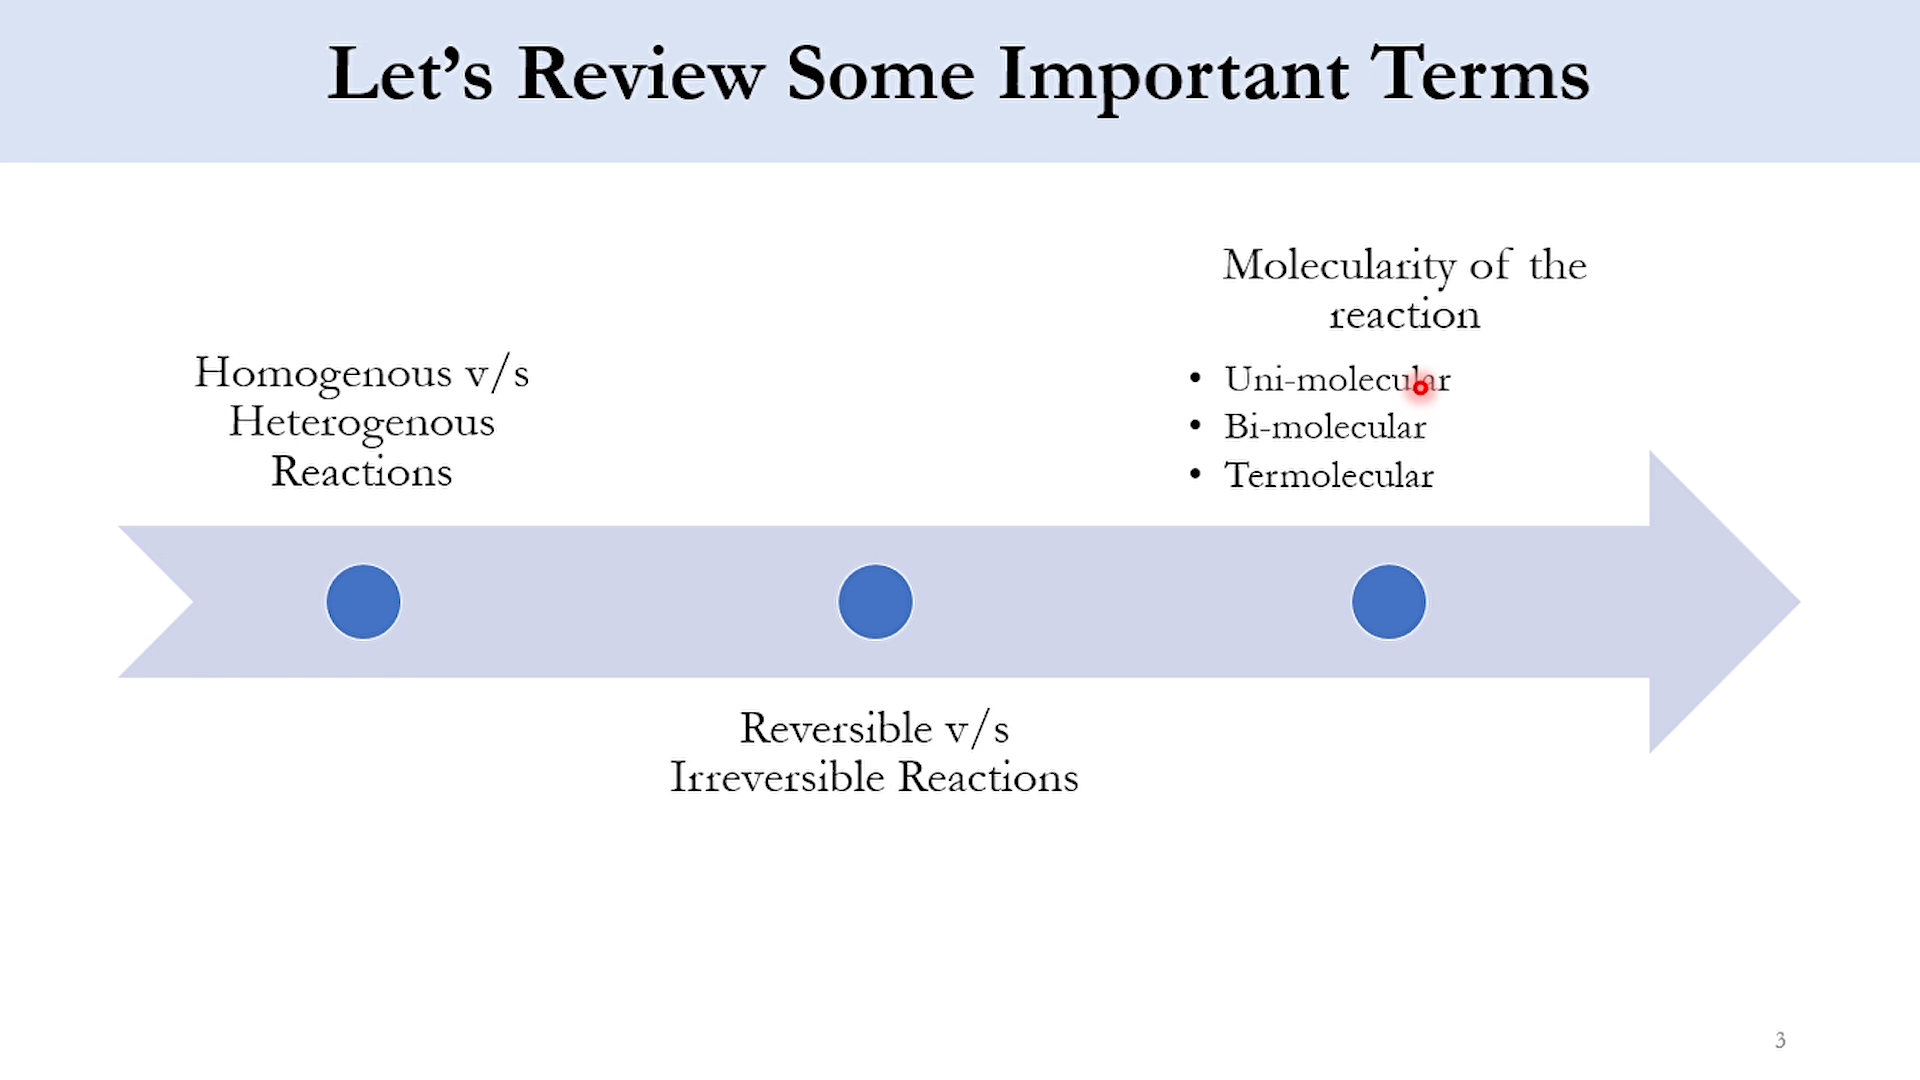 Let’s Review Some Important Terms
Homogenous v/s
Heterogenous
Reactions
Reversible v/s
Irreversible Reactions
Molecularity of the
reaction
• Uni-molecular
• Bi-molecular
• Termolecular
3